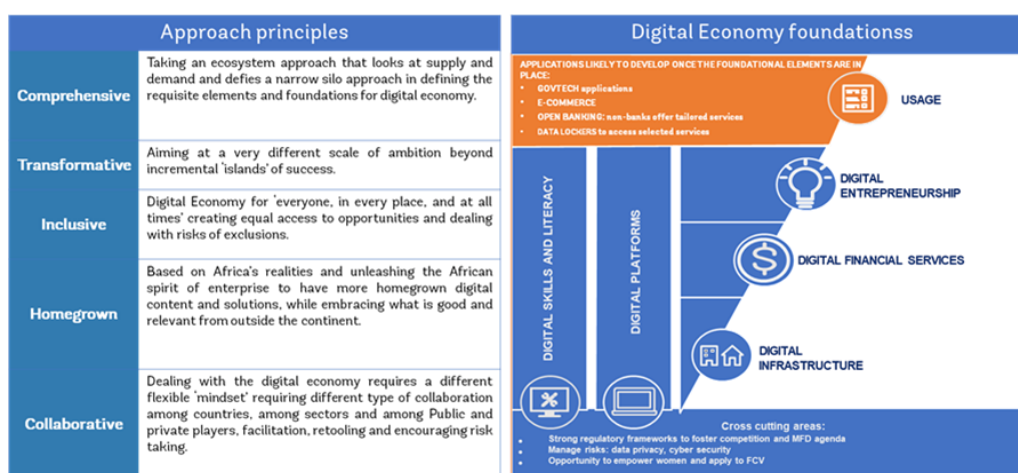 Approach principles
Comprehensive
Taking an ecosystem approach that looks at supply and
demand and defies a narrow silo approach in defining the
requisite elements and foundations for digital economy.
Transformative
Aiming at a very different scale of ambition beyond
incremental 'islands' of success.
Inclusive
Digital Economy for 'everyone, in every place, and at all
times' creating equal access to opportunities and dealing
with risks of exclusions.
Homegrown
Based on Africa's realities and unleashing the African
spirit of enterprise to have more homegrown digital
content and solutions, while embracing what is good and
relevant from outside the continent.
Collaborative
Dealing with the digital economy requires a different
flexible 'mindset' requiring different type of collaboration
among countries, among sectors and among Public and
private players, facilitation, retooling and encouraging risk
taking.
Digital Economy foundationss
APPLICATIONS LIKELY TO DEVELOP ONCE THE FOUNDATIONAL ELEMENTS ARE IN
PLACE:
• GOVTECH applications
• E-COMMERCE
• OPEN BANKING: non-banks offer tailored services
• DATA LOCKERS to access selected services
USAGE
DIGITAL SKILLS AND LITERACY
DIGITAL PLATFORMS
DIGITAL
ENTREPRENEURSHIP
DIGITAL FINANCIAL SERVICES
DIGITAL
INFRASTRUCTURE
Cross cutting areas:
• Strong regulatory frameworks to foster competition and MFD agenda
• Manage risks: data privacy, cyber security
• Opportunity to empower women and apply to FCV